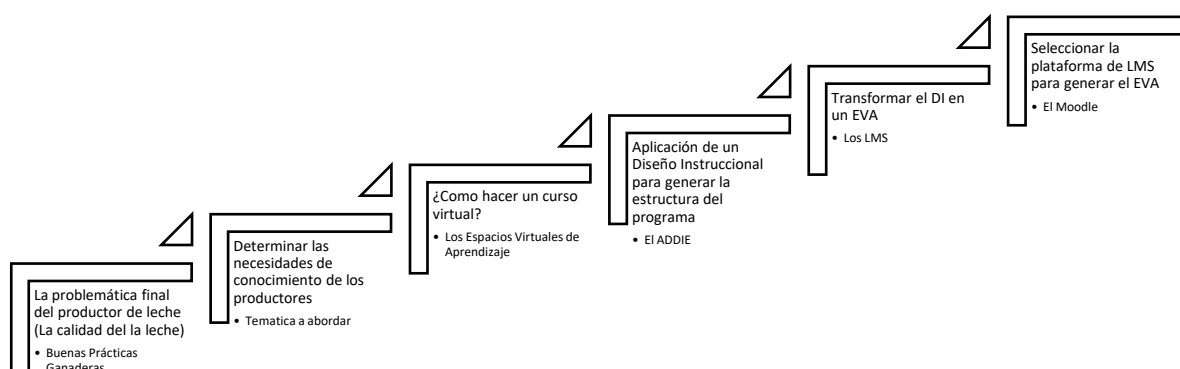 La problemática final
del productor de leche
(La calidad del la leche)
• Buenas Prácticas
Ganaderas
Determinar las
necesidades de
conocimiento de los
productores
• Tematica a abordar
¿Como hacer un curso
virtual?
• Los Espacios Virtuales de
Aprendizaje
Aplicación de un
Diseño Instruccional
para generar la
estructura del
programa
• El ADDIE
Transformar el DI en
un EVA
• Los LMS
Seleccionar la
plataforma de LMS
para generar el EVA
• El Moodle